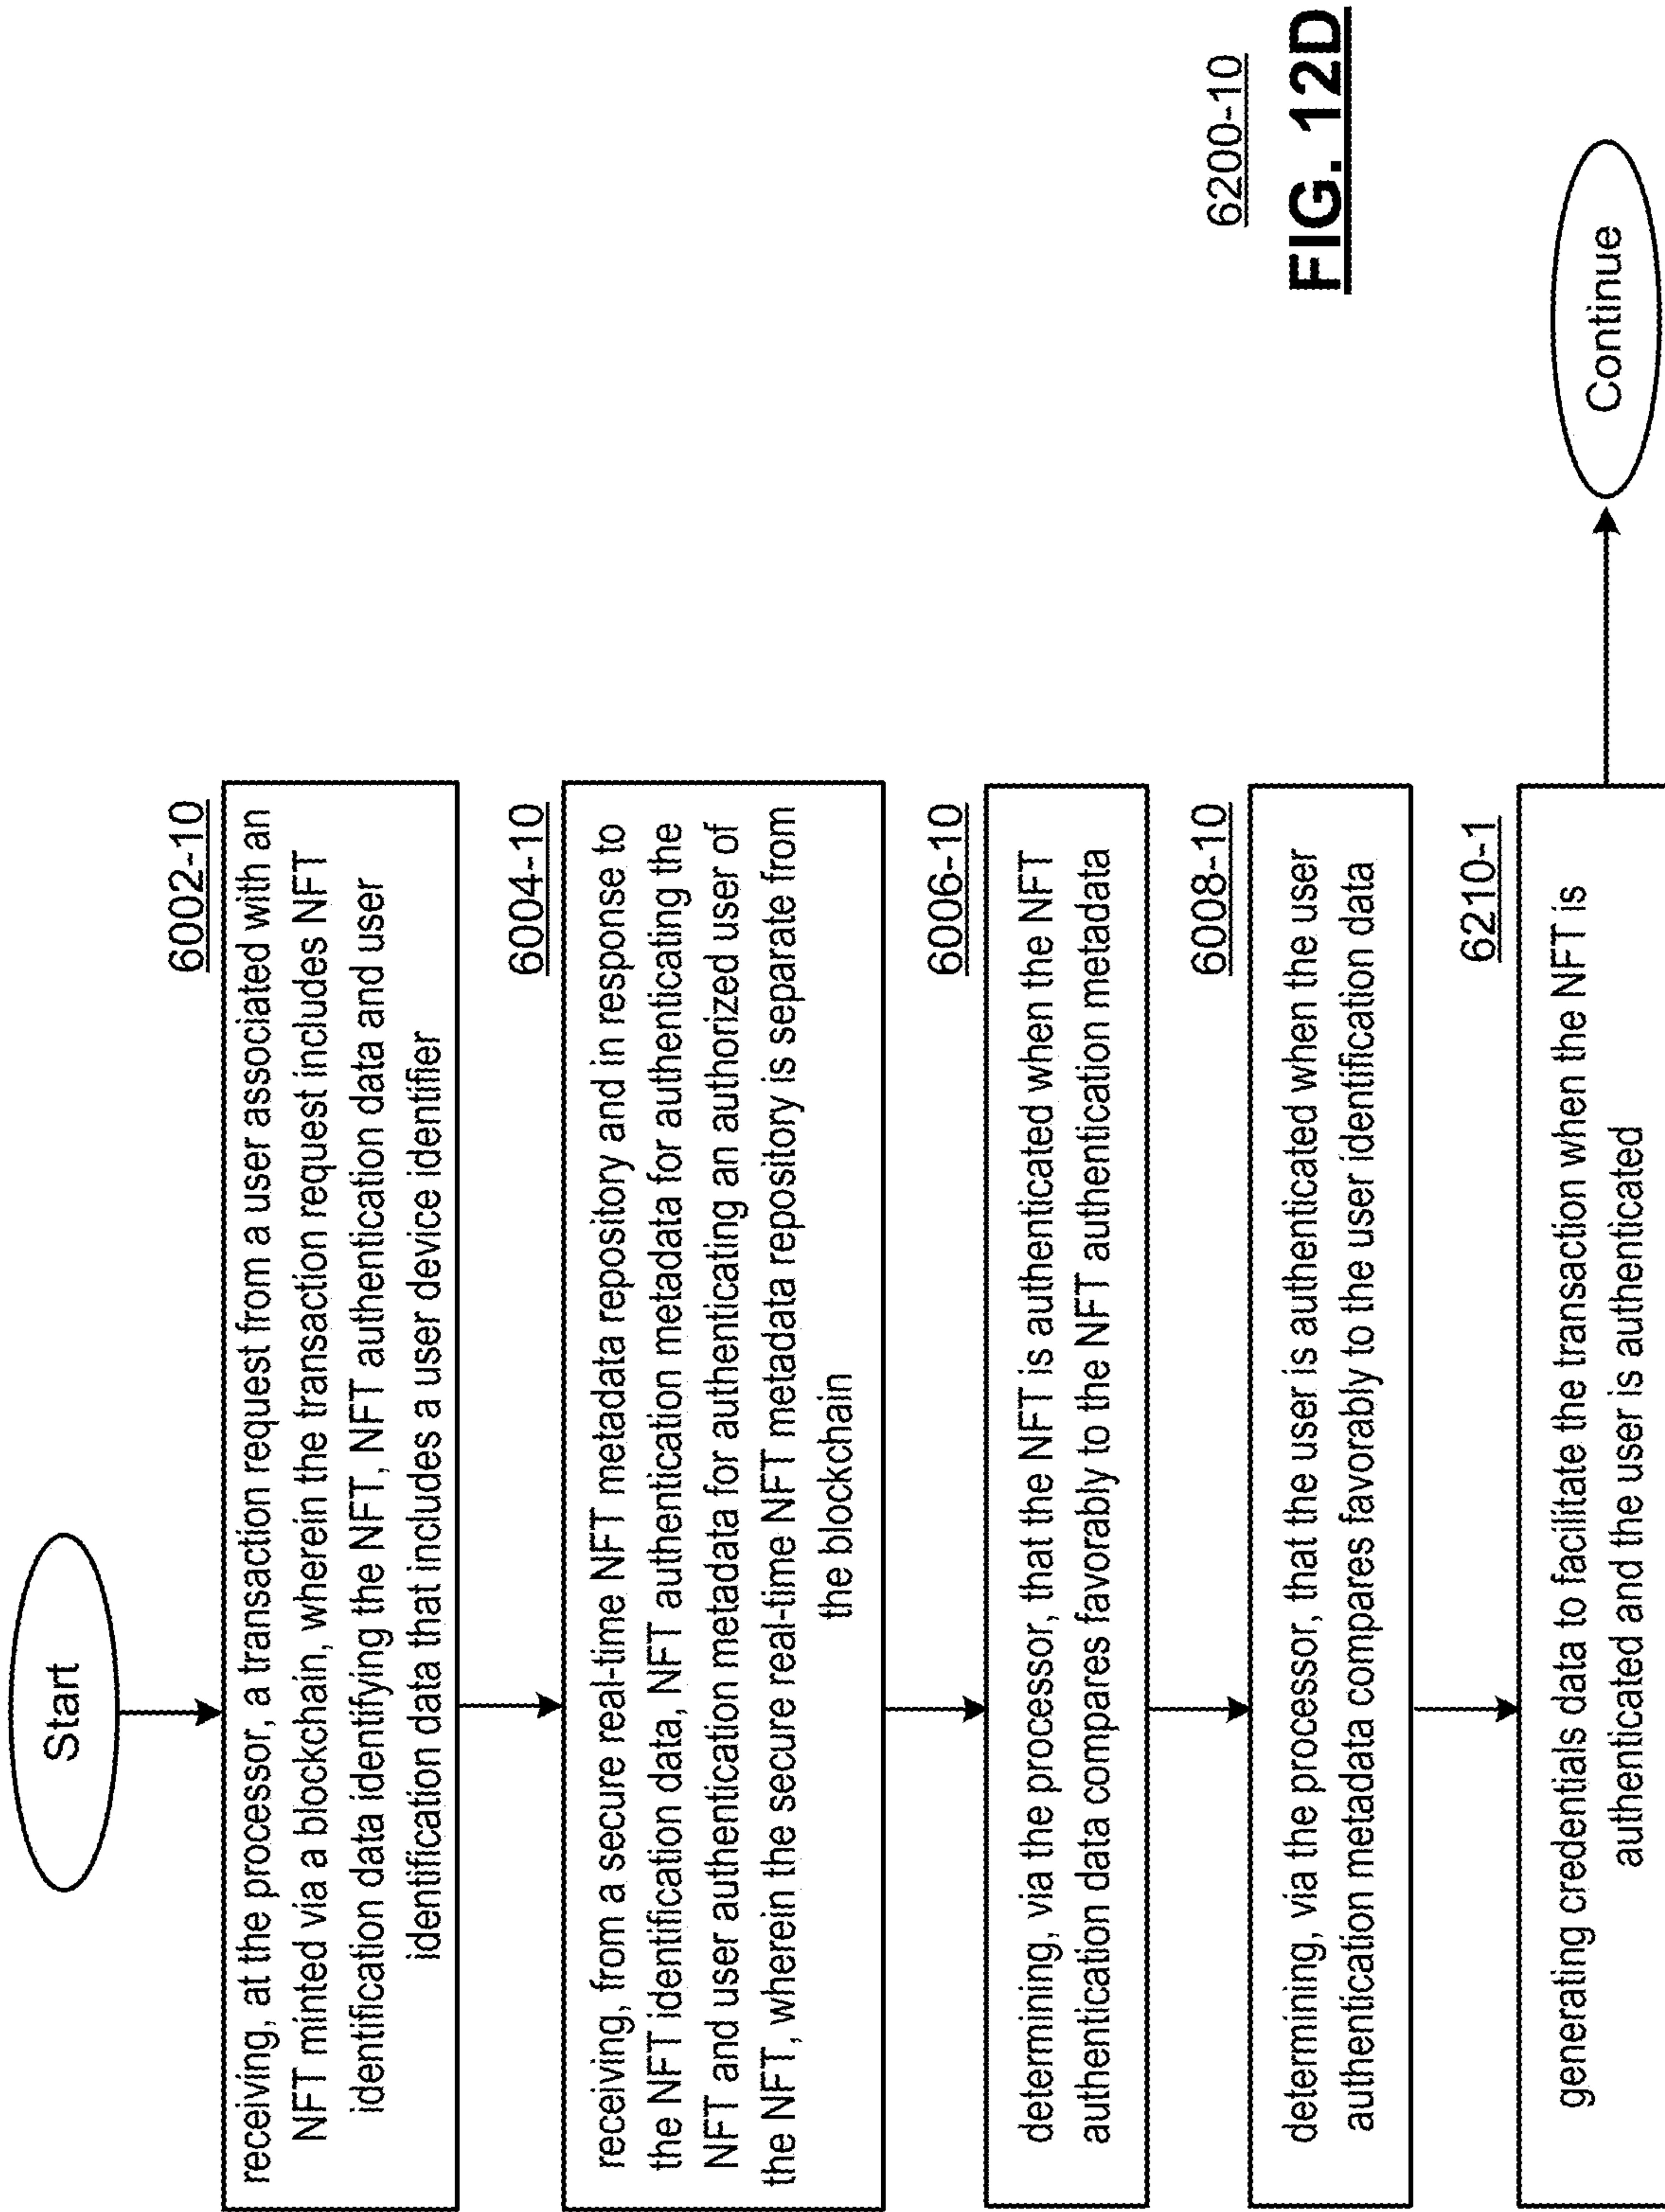 Start
6002-10
receiving, at the processor, a transaction request from a user associated with an
NFT minted via a blockchain, wherein the transaction request includes NFT
identification data identifying the NFT, NFT authentication data and user
identification data that includes a user device identifier
6004-10
receiving, from a secure real-time NFT metadata repository and in response to
the NFT identification data, NFT authentication metadata for authenticating the
NFT and user authentication metadata for authenticating an authorized user of
the NFT, wherein the secure real-time NFT metadata repository is separate from
the blockchain
6006-10
determining, via the processor, that the NFT is authenticated when the NFT
authentication data compares favorably to the NFT authentication metadata
6008-10
determining, via the processor, that the user is authenticated when the user
authentication metadata compares favorably to the user identification data
6210-1
generating credentials data to facilitate the transaction when the NFT is
authenticated and the user is authenticated
Continue
6200-10
FIG. 12D